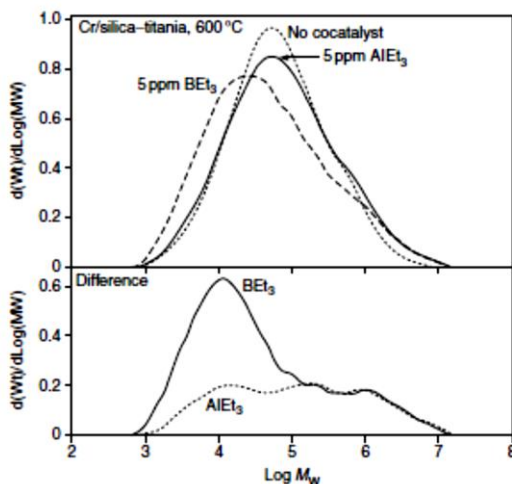 Cr/silica–titania, 600 °C
No cocatalyst
5 ppm AlEt3
5 ppm BEt3
d(Wt)/dLog(MW)
0.8
0.6
0.4
0.2
0
Difference
BEt3
AlEt3
d(Wt)/dLog(MW)
0.6
0.4
0.2
0
2 3 4 5 6 7 8
Log MW